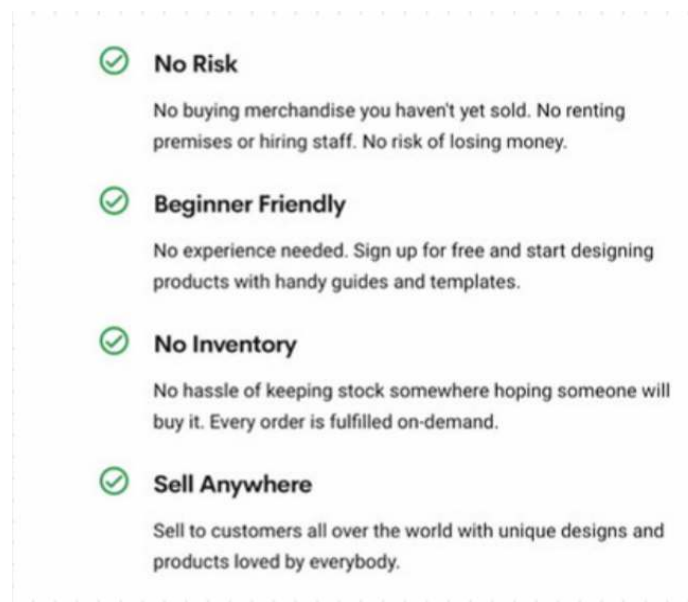 No Risk
No buying merchandise you haven't yet sold. No renting
premises or hiring staff. No risk of losing money.
Beginner Friendly
No experience needed. Sign up for free and start designing
products with handy guides and templates.
No Inventory
No hassle of keeping stock somewhere hoping someone will
buy it. Every order is fulfilled on-demand.
Sell Anywhere
Sell to customers all over the world with unique designs and
products loved by everybody.